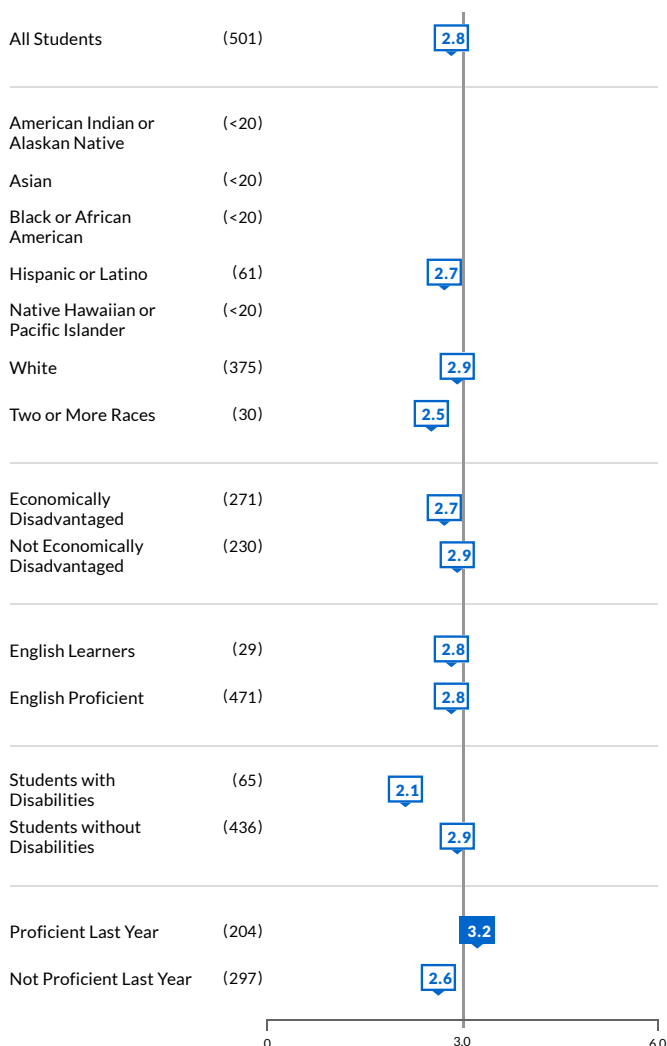 All Students (501) 2.8
American Indian or (<20)
Alaskan Native
Asian (<20)
Black or African (<20)
American
Hispanic or Latino (61) 2.7
Native Hawaiian or (<20)
Pacific Islander
White (375) 2.9
Two or More Races (30) 2.5
Economically (271) 2.7
Disadvantaged
Not Economically (230) 2.9
Disadvantaged
English Learners (29) 2.8
English Proficient (471) 2.8
Students with (65) 2.1
Disabilities
Students without (436) 2.9
Disabilities
Proficient Last Year (204) 3.2
Not Proficient Last Year (297) 2.6
0 3.0 6.0